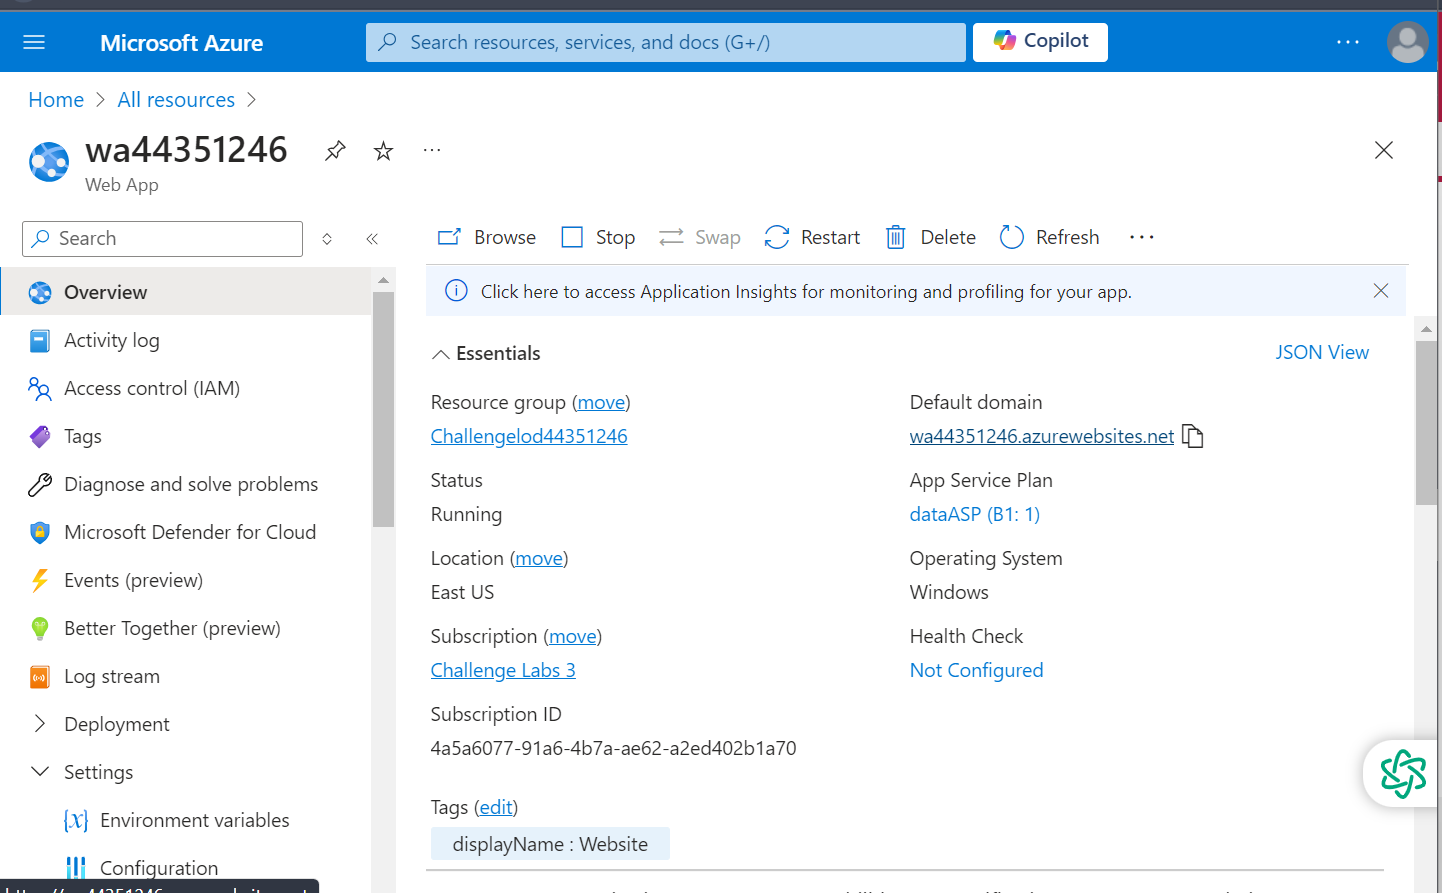 Microsoft Azure
Search resources, services, and docs (G+/)
Copilot
Home > All resources >
wa44351246
Web App
Search
Browse Stop Swap Restart Delete Refresh
Overview
Activity log
Access control (IAM)
Tags
Diagnose and solve problems
Microsoft Defender for Cloud
Events (preview)
Better Together (preview)
Log stream
Deployment
Settings
Environment variables
Configuration
Click here to access Application Insights for monitoring and profiling for your app.
Essentials
JSON View
Resource group (move)
Challengelod44351246
Status
Running
Location (move)
East US
Subscription (move)
Challenge Labs 3
Subscription ID
4a5a6077-91a6-4b7a-ae62-a2ed402b1a70
Default domain
wa44351246.azurewebsites.net
App Service Plan
dataASP (B1: 1)
Operating System
Windows
Health Check
Not Configured
Tags (edit)
displayName : Website